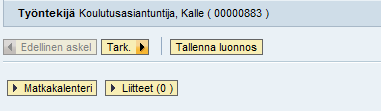 Työntekijä Koulutusasiantuntija, Kalle ( 00000883 )
Edellinen askel Tark. Tallenna luonnos
Matkakalenteri Liitteet (0 )